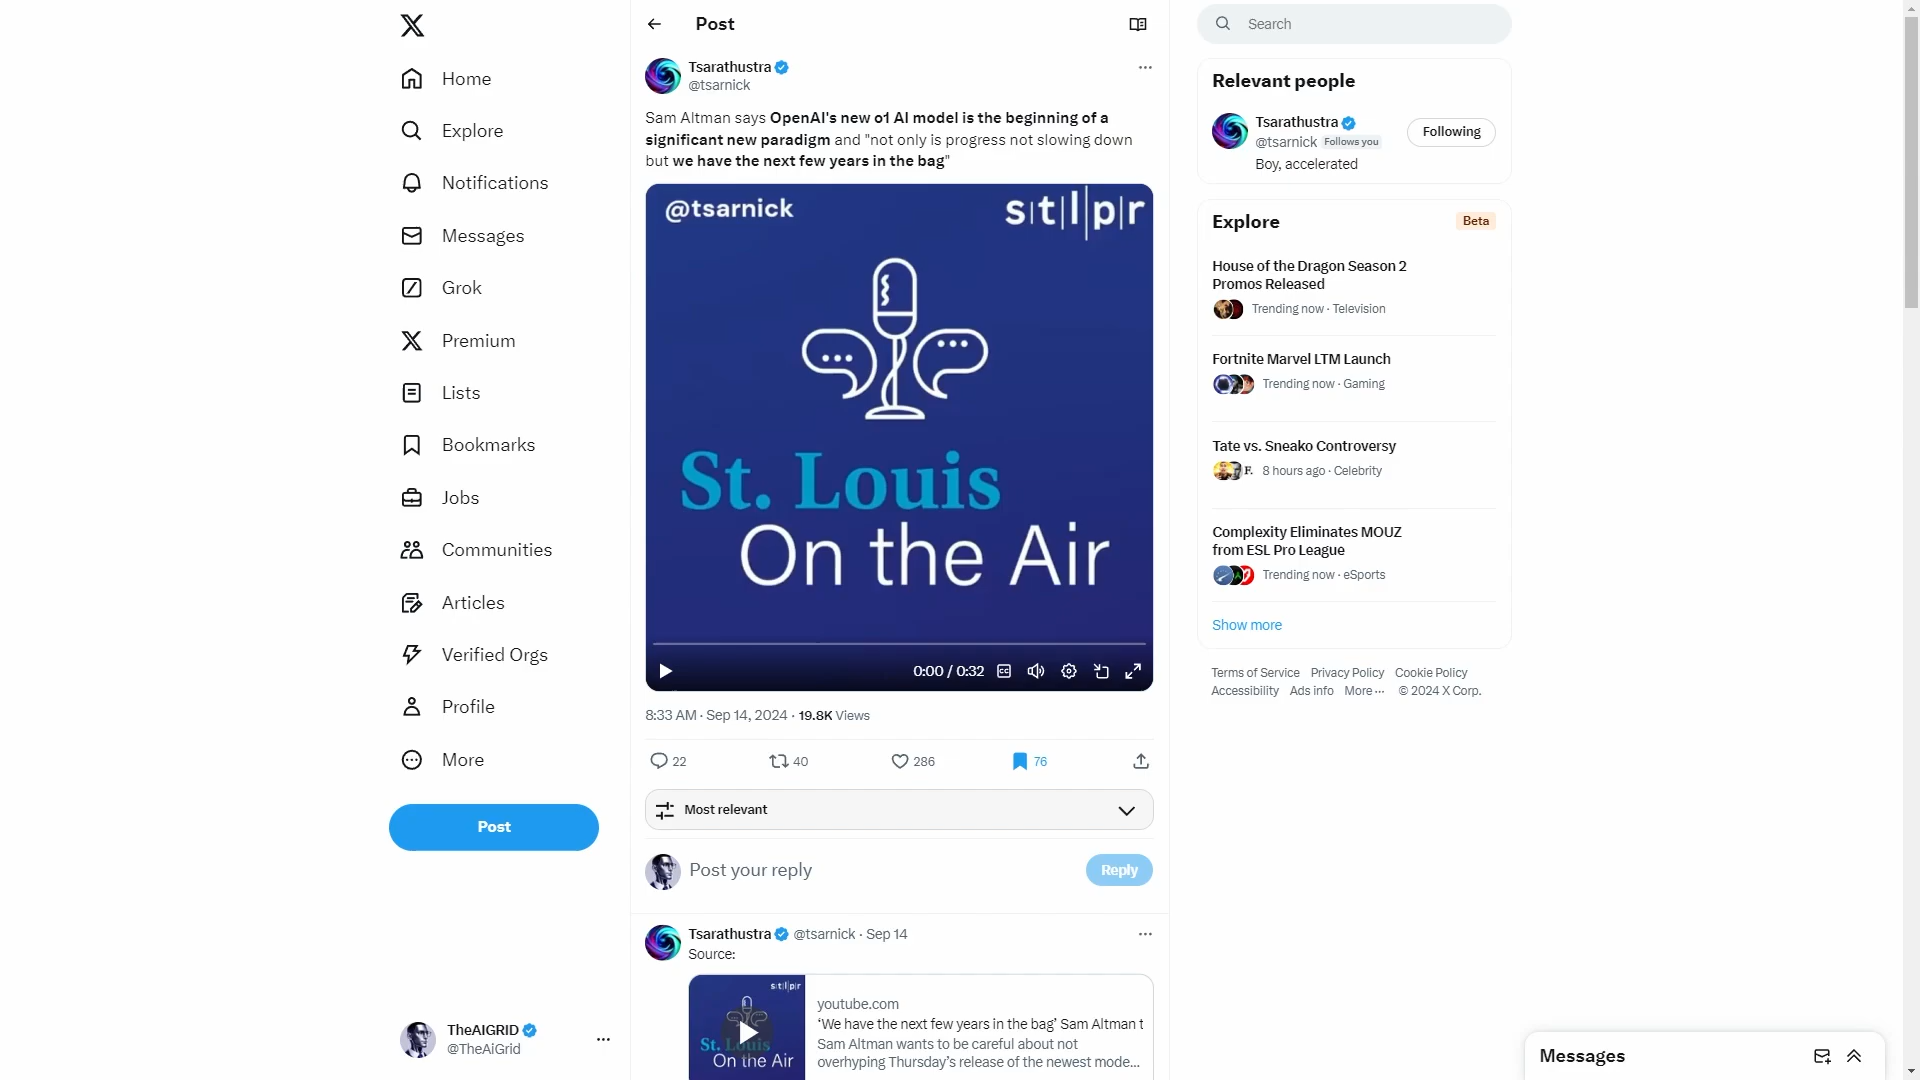 Home
Explore
Notifications
Messages
Grok
Premium
Lists
Bookmarks
Jobs
Communities
Articles
Verified Orgs
Profile
More
Post
TheAIGRID
@TheAiGrid
Post
Tsarathustra
@tsarnick
Sam Altman says OpenAI's new o1 AI model is the beginning of a
significant new paradigm and "not only is progress not slowing down
but we have the next few years in the bag"
@tsarnick
s|t|l|p|r
St. Louis
On the Air
0:00 / 0:32
8:33 AM · Sep 14, 2024 · 19.8K Views
22 40 286 76
Most relevant
Post your reply
Reply
Tsarathustra @tsarnick · Sep 14
Source:
s|t|l|p|r
St. Louis
On the Air
youtube.com
‘We have the next few years in the bag’ Sam Altman t
Sam Altman wants to be careful about not
overhyping Thursday’s release of the newest mode...
Search
Relevant people
Tsarathustra
@tsarnick Follows you
Following
Boy, accelerated
Explore
Beta
House of the Dragon Season 2
Promos Released
Trending now · Television
Fortnite Marvel LTM Launch
Trending now · Gaming
Tate vs. Sneako Controversy
F.
8 hours ago · Celebrity
Complexity Eliminates MOUZ
from ESL Pro League
Trending now · eSports
Show more
Terms of Service Privacy Policy Cookie Policy
Accessibility Ads info More ··· © 2024 X Corp.
Messages